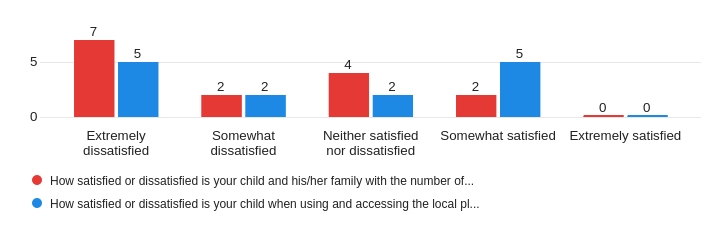 7
5
2
2
4
2
2
5
0
0
5
0
Extremely dissatisfied
Somewhat dissatisfied
Neither satisfied nor dissatisfied
Somewhat satisfied
Extremely satisfied
How satisfied or dissatisfied is your child and his/her family with the number of...
How satisfied or dissatisfied is your child when using and accessing the local pl...